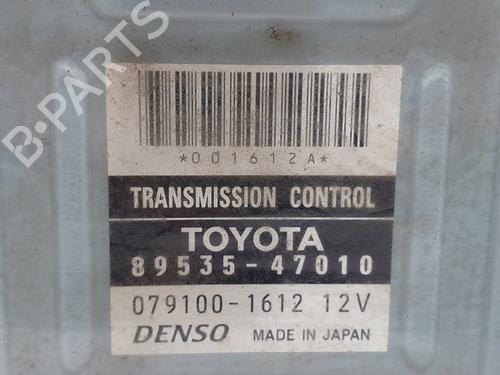 B-PARTS
*001612A*
TRANSMISSION CONTROL
TOYOTA
89535-47010
079100-1612 12V
DENSO MADE IN JAPAN